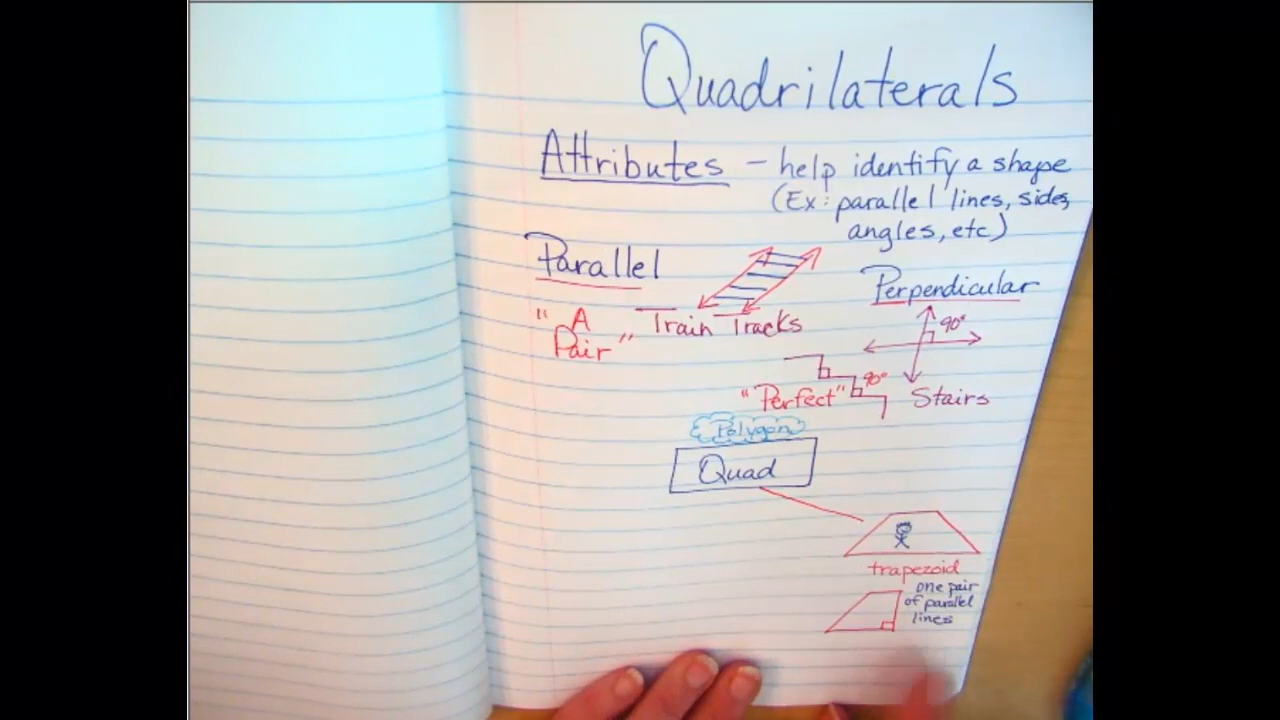 Quadrilaterals
Attributes - help identify a shape
(Ex: parallel lines, sides,
angles, etc)
Parallel
Perpendicular
"A
Pair"
Train Tracks
90°
90°
"Perfect"
Stairs
Polygon
Quad
trapezoid
one pair
of parallel
lines